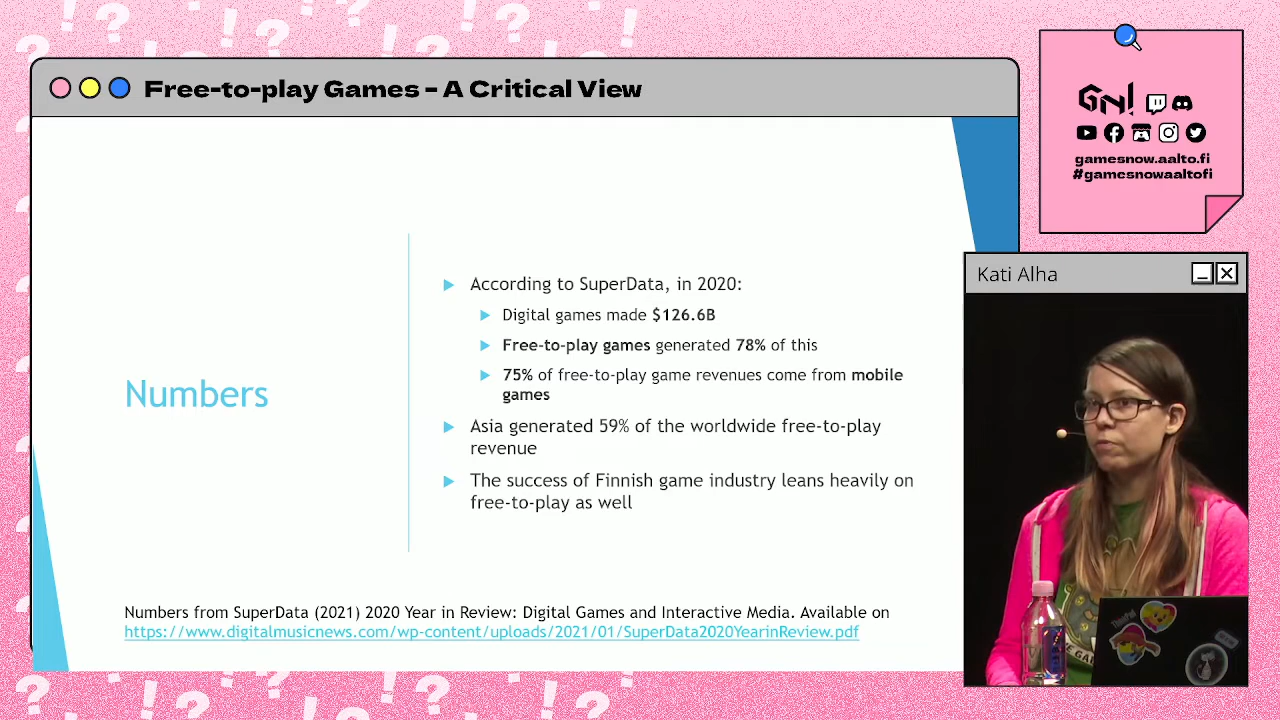 Free-to-play Games – A Critical View
GN!
gamesnow.aalto.fi
#gamesnowaaltofi
Kati Alha
Numbers
According to SuperData, in 2020:
Digital games made $126.6B
Free-to-play games generated 78% of this
75% of free-to-play game revenues come from mobile
games
Asia generated 59% of the worldwide free-to-play
revenue
The success of Finnish game industry leans heavily on
free-to-play as well
Numbers from SuperData (2021) 2020 Year in Review: Digital Games and Interactive Media. Available on
https://www.digitalmusicnews.com/wp-content/uploads/2021/01/SuperData2020YearinReview.pdf